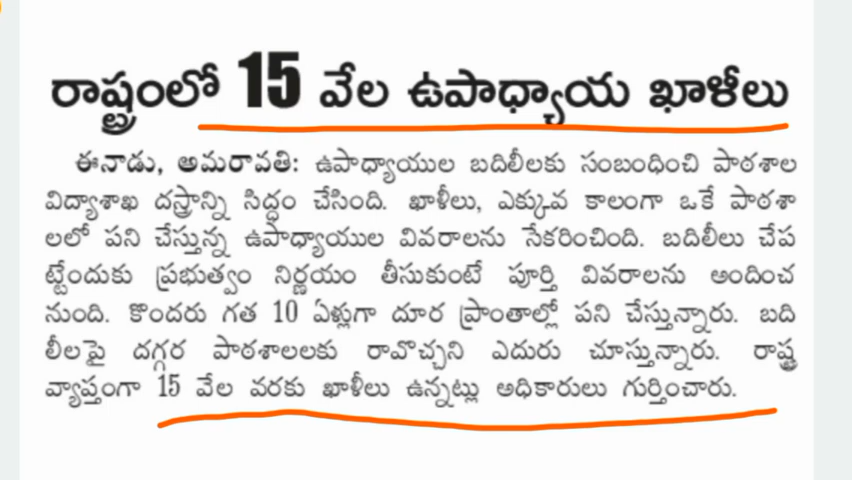 రాష్ట్రంలో 15 వేల ఉపాధ్యాయ ఖాళీలు
ఈనాడు, అమరావతి: ఉపాధ్యాయుల బదిలీలకు సంబంధించి పాఠశాల
విద్యాశాఖ దస్త్రాన్ని సిద్ధం చేసింది. ఖాళీలు, ఎక్కువ కాలంగా ఒకే పాఠశా
లలో పని చేస్తున్న ఉపాధ్యాయుల వివరాలను సేకరించింది. బదిలీలు చేప
ట్టేందుకు ప్రభుత్వం నిర్ణయం తీసుకుంటే పూర్తి వివరాలను అందించ
నుంది. కొందరు గత 10 ఏళ్లుగా దూర ప్రాంతాల్లో పని చేస్తున్నారు. బది
లీలపై దగ్గర పాఠశాలలకు రావొచ్చని ఎదురు చూస్తున్నారు. రాష్ట్ర
వ్యాప్తంగా 15 వేల వరకు ఖాళీలు ఉన్నట్లు అధికారులు గుర్తించారు.